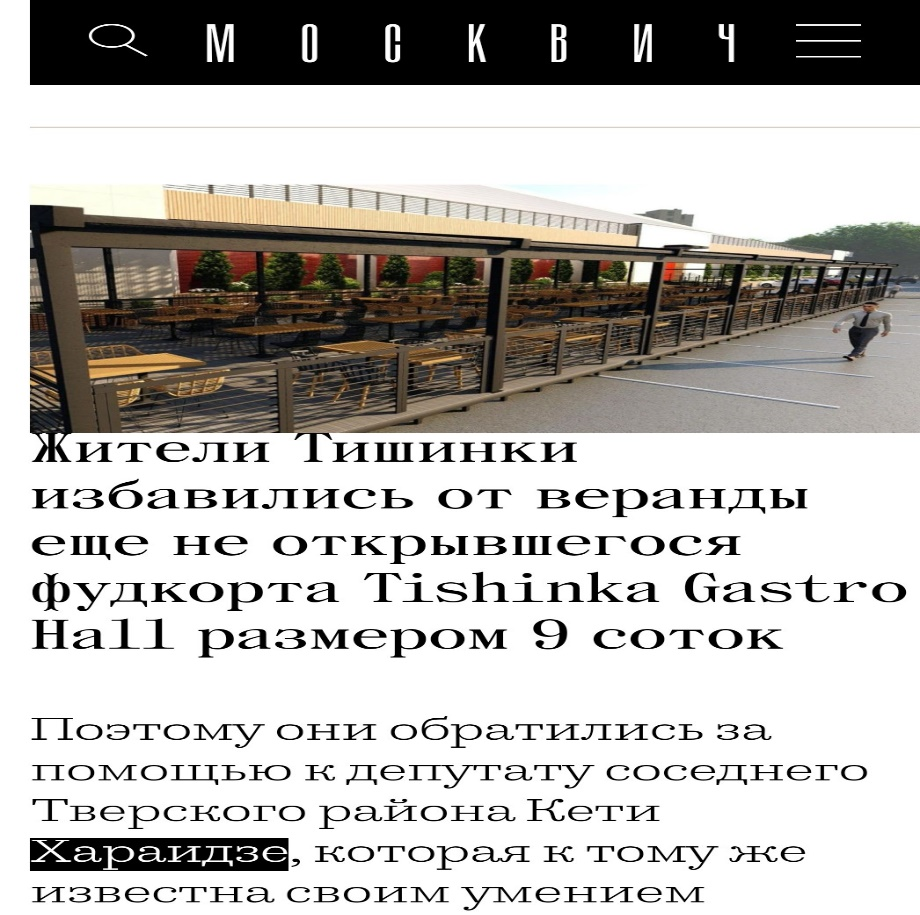 МОСКВИЧ
Жители Тишинки
избавились от веранды
еще не открывшегося
фудкорта Tishinka Gastro
Hall размером 9 соток
Поэтому они обратились за
помощью к депутату соседнего
Тверского района Кети
Хараидзе, которая к тому же
известна своим умением